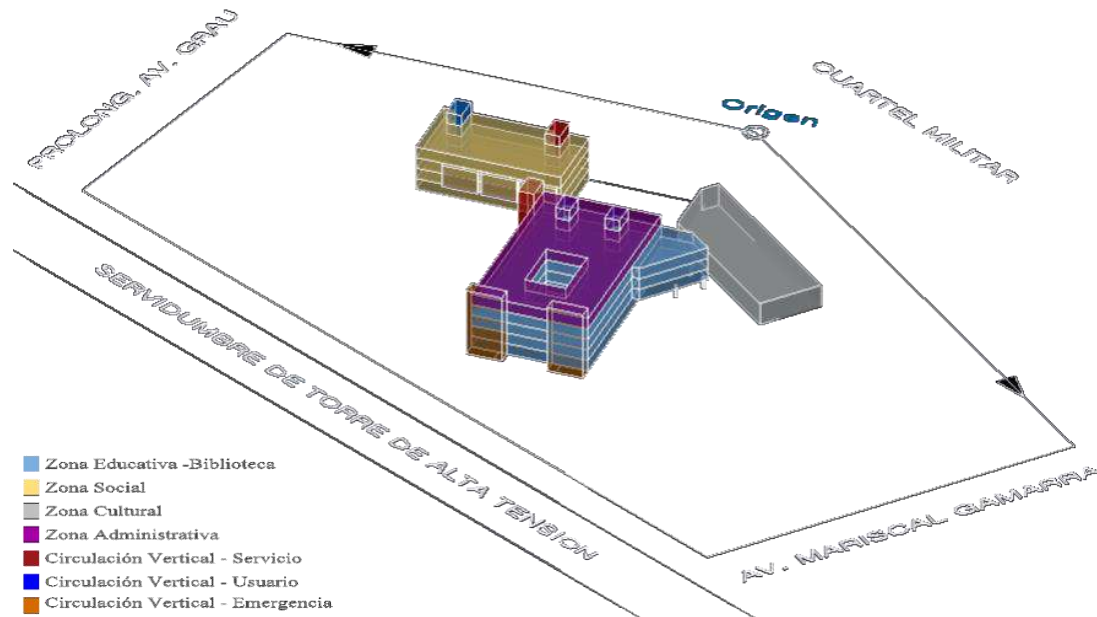 PROLONG. AV. GRAU
Origen
CUARTEL MILITAR
SERVIDUMBRE DE TORRE DE ALTA TENSION
AV. MARISCAL GAMARRA
Zona Educativa -Biblioteca
Zona Social
Zona Cultural
Zona Administrativa
Circulación Vertical - Servicio
Circulación Vertical - Usuario
Circulación Vertical - Emergencia